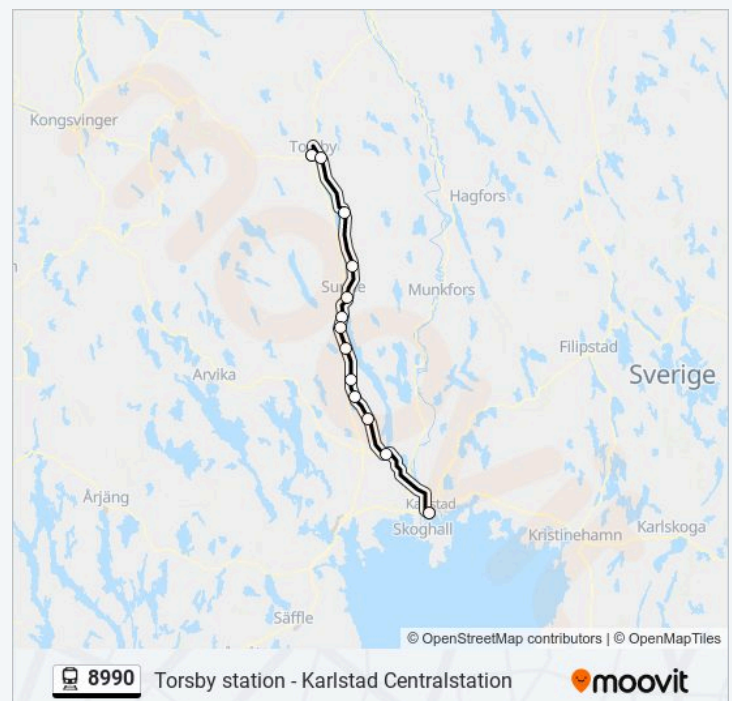 Kongsvinger
Torsby
Hagfors
Sunne
Munkfors
Filipstad
Sverige
Arvika
Årjäng
Karlstad
Skoghall
Kristinehamn
Karlskoga
Säffle
© OpenStreetMap contributors | © OpenMapTiles
8990 Torsby station - Karlstad Centralstation
moovit